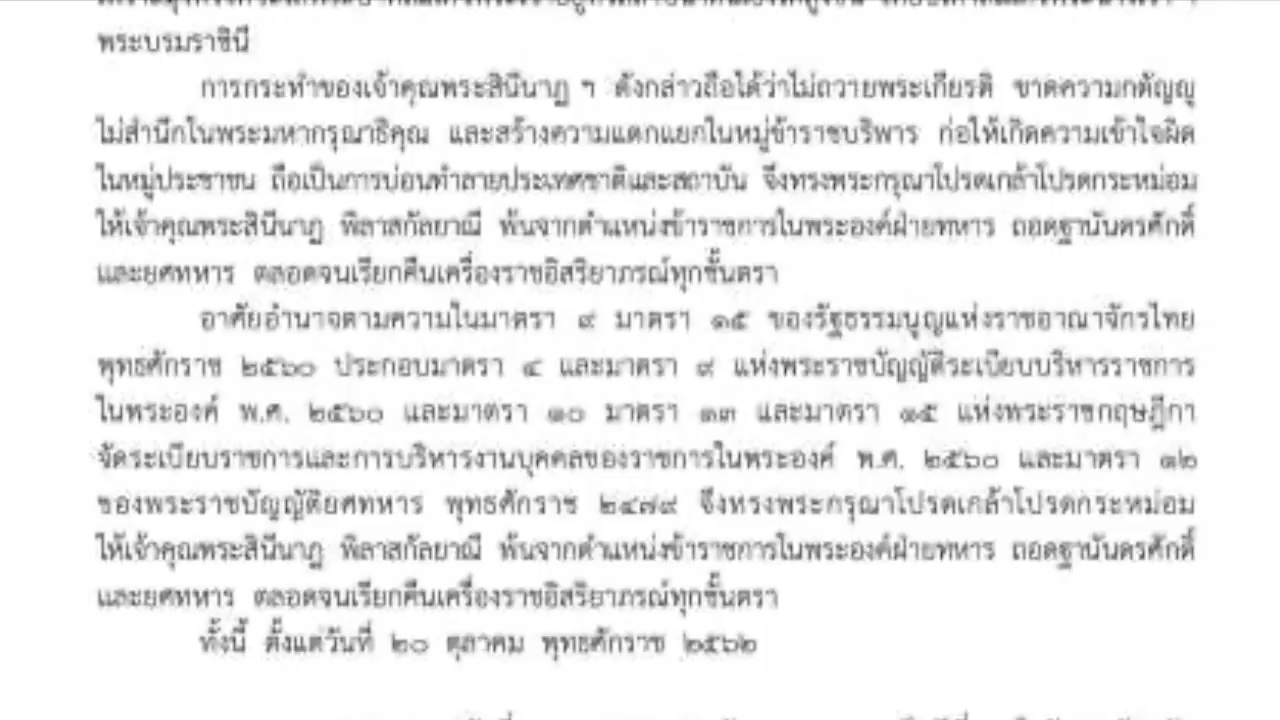 พระบรมราชินี
การกระทำของเจ้าคุณพระสินีนาฏ ฯ ดังกล่าวถือได้ว่าไม่ถวายพระเกียรติ ขาดความกตัญญู
ไม่สำนึกในพระมหากรุณาธิคุณ และสร้างความแตกแยกในหมู่ข้าราชบริพาร ก่อให้เกิดความเข้าใจผิด
ในหมู่ประชาชน ถือเป็นการบ่อนทำลายประเทศชาติและสถาบัน จึงทรงพระกรุณาโปรดเกล้าโปรดกระหม่อม
ให้เจ้าคุณพระสินีนาฏ พิลาสกัลยาณี พ้นจากตำแหน่งข้าราชการในพระองค์ฝ่ายทหาร ถอดฐานันดรศักดิ์
และยศทหาร ตลอดจนเรียกคืนเครื่องราชอิสริยาภรณ์ทุกชั้นตรา
อาศัยอำนาจตามความในมาตรา ๙ มาตรา ๑๕ ของรัฐธรรมนูญแห่งราชอาณาจักรไทย
พุทธศักราช ๒๕๖๐ ประกอบมาตรา ๔ และมาตรา ๙ แห่งพระราชบัญญัติระเบียบบริหารราชการ
ในพระองค์ พ.ศ. ๒๕๖๐ และมาตรา ๑๐ มาตรา ๑๓ และมาตรา ๑๕ แห่งพระราชกฤษฎีกา
จัดระเบียบราชการและการบริหารงานบุคคลของราชการในพระองค์ พ.ศ. ๒๕๖๐ และมาตรา ๑๒
ของพระราชบัญญัติยศทหาร พุทธศักราช ๒๔๗๙ จึงทรงพระกรุณาโปรดเกล้าโปรดกระหม่อม
ให้เจ้าคุณพระสินีนาฏ พิลาสกัลยาณี พ้นจากตำแหน่งข้าราชการในพระองค์ฝ่ายทหาร ถอดฐานันดรศักดิ์
และยศทหาร ตลอดจนเรียกคืนเครื่องราชอิสริยาภรณ์ทุกชั้นตรา
ทั้งนี้ ตั้งแต่วันที่ ๒๐ ตุลาคม พุทธศักราช ๒๕๖๒